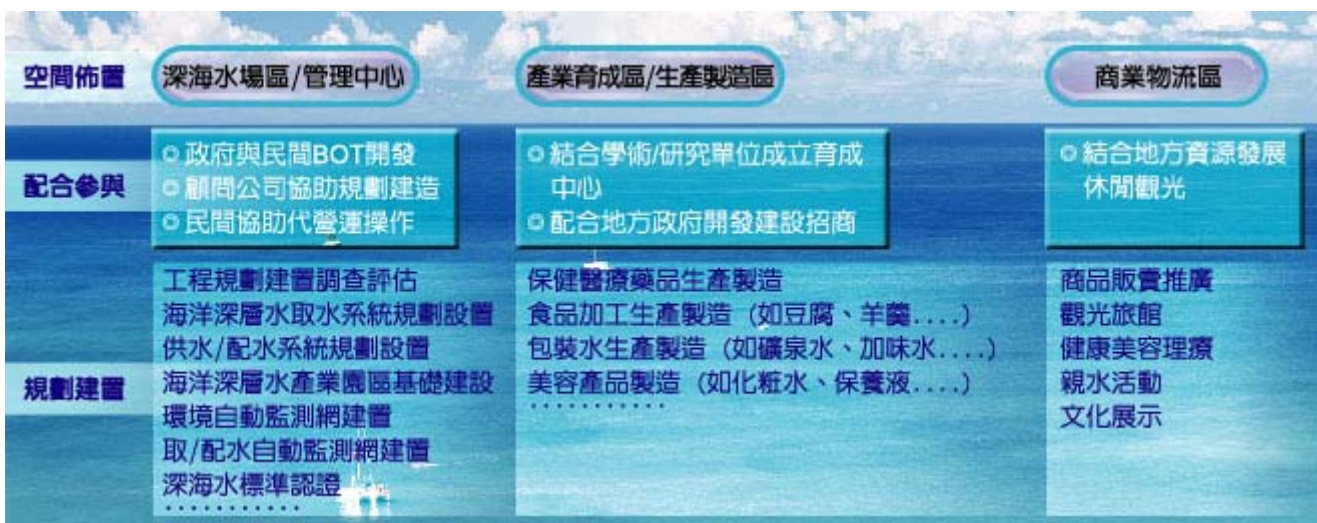 空間佈置
深海水場區/管理中心
產業育成區/生產製造區
商業物流區
配合參與
◎政府與民間BOT開發
◎顧問公司協助規劃建造
◎民間協助代營運操作
◎結合學術/研究單位成立育成
中心
◎配合地方政府開發建設招商
◎結合地方資源發展
休閒觀光
規劃建置
工程規劃建置調查評估
海洋深層水取水系統規劃設置
供水/配水系統規劃設置
海洋深層水產業園區基礎建設
環境自動監測網建置
取/配水自動監測網建置
深海水標準認證
...........
保健醫療藥品生產製造
食品加工生產製造（如豆腐、羊羹....）
包裝水生產製造（如礦泉水、加味水....）
美容產品製造（如化粧水、保養液....）
...........
商品販賣推廣
觀光旅館
健康美容理療
親水活動
文化展示